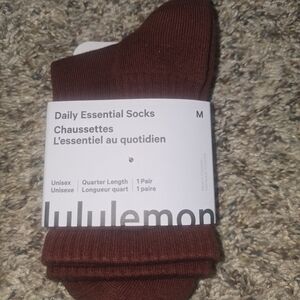 Daily Essential Socks M
Chaussettes
L'essentiel au quotidien
Unisex Quarter Length 1 Pair
Unisexe Longueur quart 1 paire
lululemon